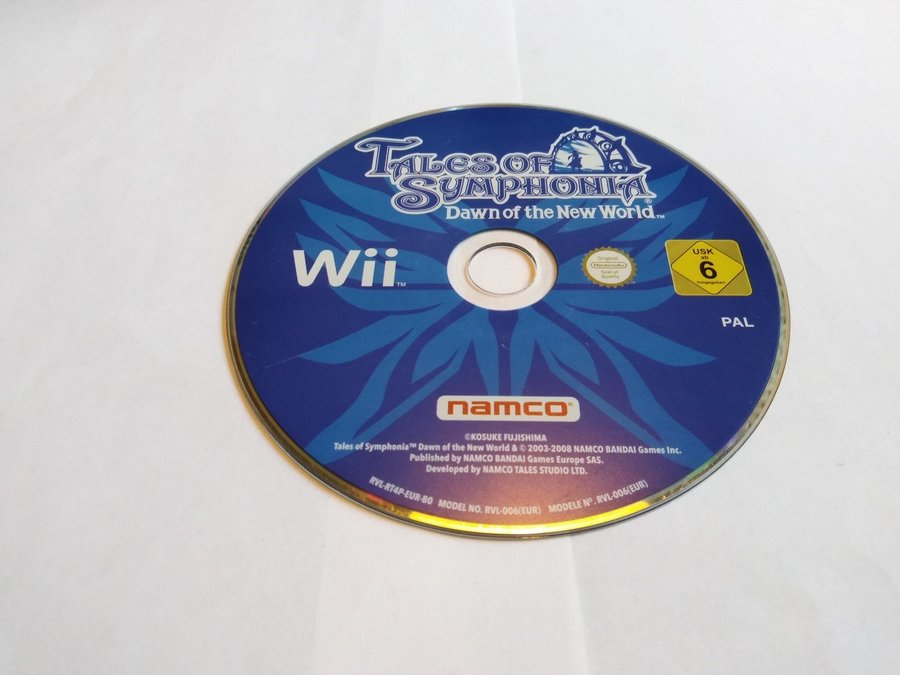 TALES OF
SYMPHONIA®
Dawn of the New World™
Wii™
Original
Nintendo
Seal of
Quality
USK
ab
6
freigegeben
PAL
namco®
©KOSUKE FUJISHIMA
Tales of Symphonia™ Dawn of the New World & © 2003-2008 NAMCO BANDAI Games Inc.
Published by NAMCO BANDAI Games Europe SAS.
Developed by NAMCO TALES STUDIO LTD.
RVL-RT4P-EUR-B0 MODEL NO. RVL-006(EUR) MODELE Nº. RVL-006(EUR)